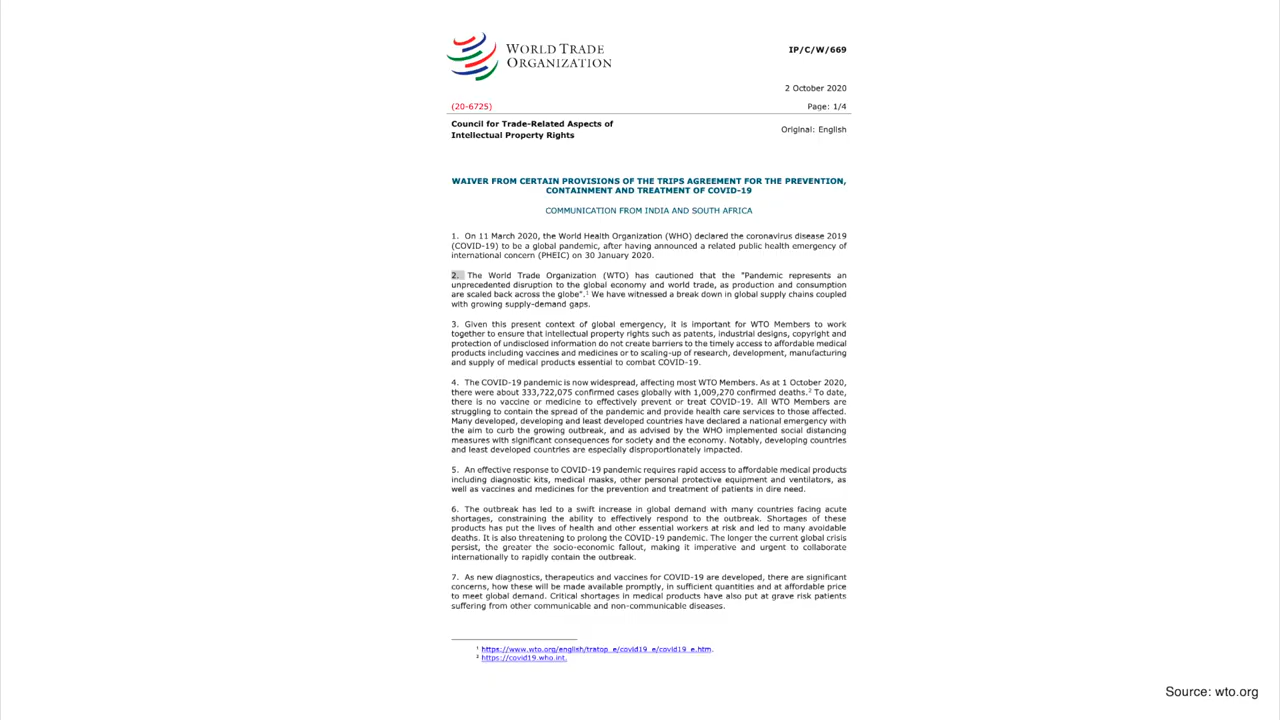 WORLD TRADE
ORGANIZATION
IP/C/W/669
2 October 2020
(20-6725)
Page: 1/4
Council for Trade-Related Aspects of
Intellectual Property Rights
Original: English
WAIVER FROM CERTAIN PROVISIONS OF THE TRIPS AGREEMENT FOR THE PREVENTION,
CONTAINMENT AND TREATMENT OF COVID-19
COMMUNICATION FROM INDIA AND SOUTH AFRICA
1. On 11 March 2020, the World Health Organization (WHO) declared the coronavirus disease 2019
(COVID-19) to be a global pandemic, after having announced a related public health emergency of
international concern (PHEIC) on 30 January 2020.
2. The World Trade Organization (WTO) has cautioned that the "Pandemic represents an
unprecedented disruption to the global economy and world trade, as production and consumption
are scaled back across the globe".¹ We have witnessed a break down in global supply chains coupled
with growing supply-demand gaps.
3. Given this present context of global emergency, it is important for WTO Members to work
together to ensure that intellectual property rights such as patents, industrial designs, copyright and
protection of undisclosed information do not create barriers to the timely access to affordable medical
products including vaccines and medicines or to scaling-up of research, development, manufacturing
and supply of medical products essential to combat COVID-19.
4. The COVID-19 pandemic is now widespread, affecting most WTO Members. As at 1 October 2020,
there were about 333,722,075 confirmed cases globally with 1,009,270 confirmed deaths.² To date,
there is no vaccine or medicine to effectively prevent or treat COVID-19. All WTO Members are
struggling to contain the spread of the pandemic and provide health care services to those affected.
Many developed, developing and least developed countries have declared a national emergency with
the aim to curb the growing outbreak, and as advised by the WHO implemented social distancing
measures with significant consequences for society and the economy. Notably, developing countries
and least developed countries are especially disproportionately impacted.
5. An effective response to COVID-19 pandemic requires rapid access to affordable medical products
including diagnostic kits, medical masks, other personal protective equipment and ventilators, as
well as vaccines and medicines for the prevention and treatment of patients in dire need.
6. The outbreak has led to a swift increase in global demand with many countries facing acute
shortages, constraining the ability to effectively respond to the outbreak. Shortages of these
products has put the lives of health and other essential workers at risk and led to many avoidable
deaths. It is also threatening to prolong the COVID-19 pandemic. The longer the current global crisis
persist, the greater the socio-economic fallout, making it imperative and urgent to collaborate
internationally to rapidly contain the outbreak.
7. As new diagnostics, therapeutics and vaccines for COVID-19 are developed, there are significant
concerns, how these will be made available promptly, in sufficient quantities and at affordable price
to meet global demand. Critical shortages in medical products have also put at grave risk patients
suffering from other communicable and non-communicable diseases.
¹ https://www.wto.org/english/tratop_e/covid19_e/covid19_e.htm.
² https://covid19.who.int.
Source: wto.org